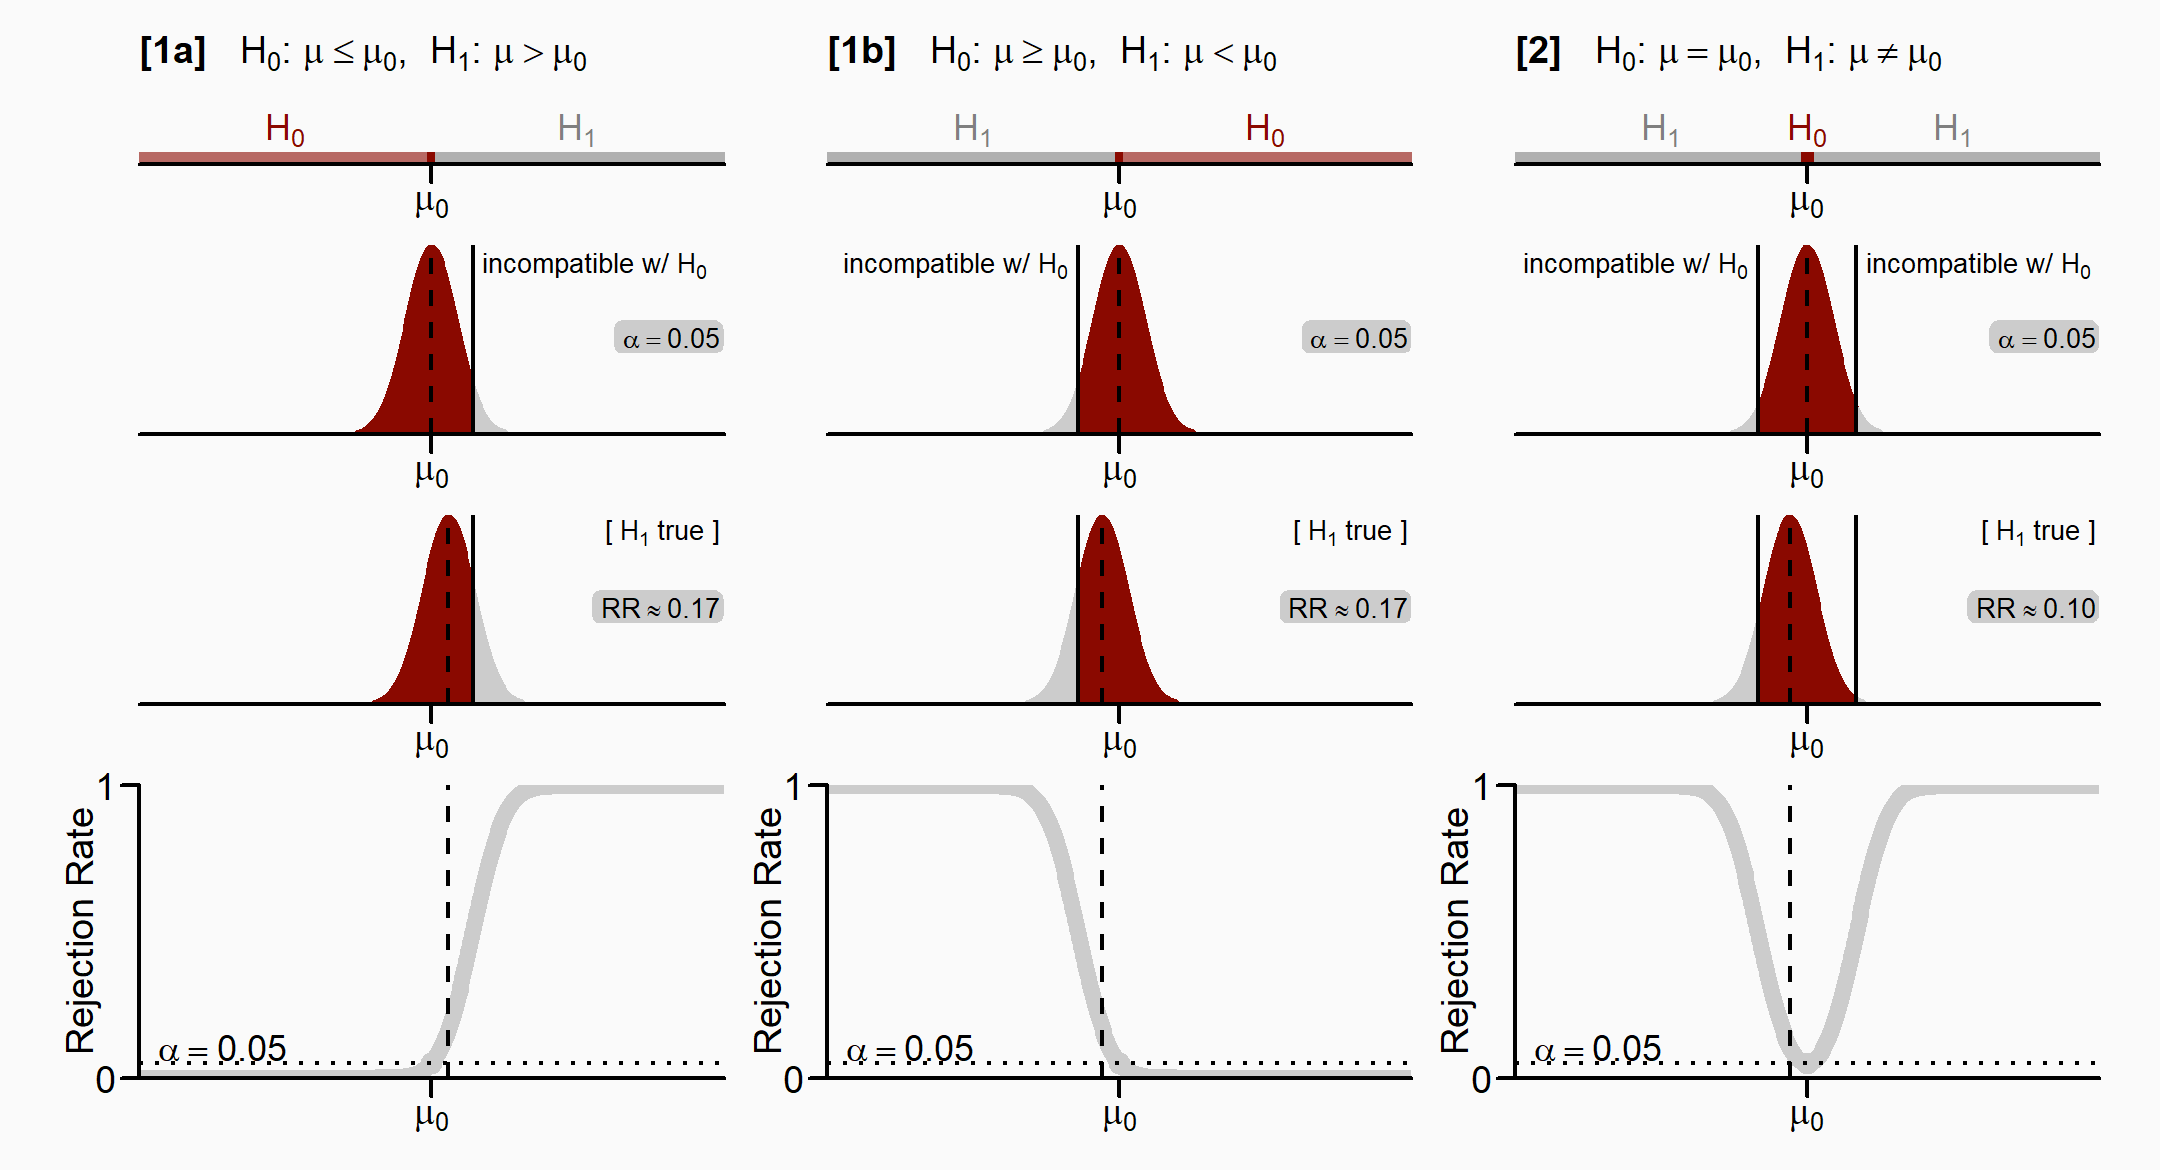 [1a] H₀: μ ≤ μ₀, H₁: μ > μ₀
H₀ H₁
μ₀
incompatible w/ H₀
α = 0.05
μ₀
[ H₁ true ]
RR ≈ 0.17
μ₀
1
Rejection Rate
α = 0.05
0
μ₀
[1b] H₀: μ ≥ μ₀, H₁: μ < μ₀
H₁ H₀
μ₀
incompatible w/ H₀
α = 0.05
μ₀
[ H₁ true ]
RR ≈ 0.17
μ₀
1
Rejection Rate
α = 0.05
0
μ₀
[2] H₀: μ = μ₀, H₁: μ ≠ μ₀
H₁ H₀ H₁
μ₀
incompatible w/ H₀ incompatible w/ H₀
α = 0.05
μ₀
[ H₁ true ]
RR ≈ 0.10
μ₀
1
Rejection Rate
α = 0.05
0
μ₀